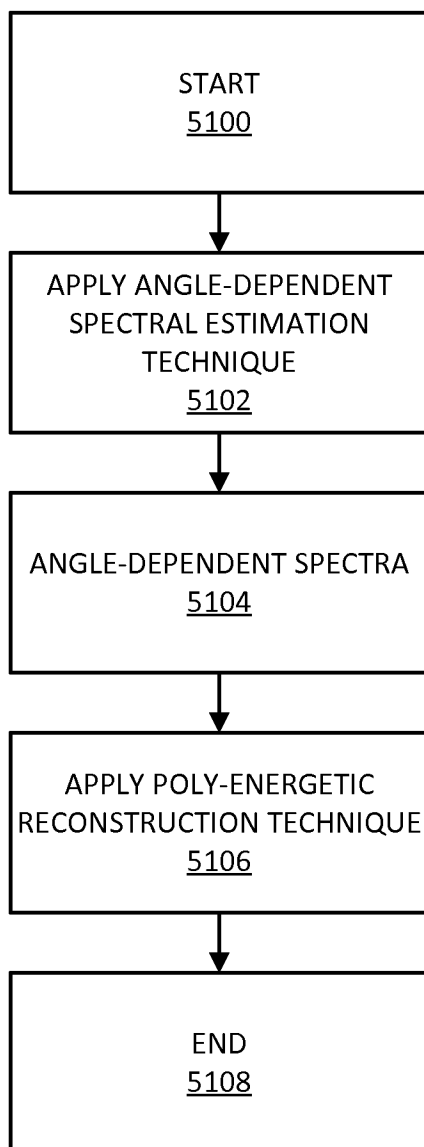 START
5100
APPLY ANGLE-DEPENDENT
SPECTRAL ESTIMATION
TECHNIQUE
5102
ANGLE-DEPENDENT SPECTRA
5104
APPLY POLY-ENERGETIC
RECONSTRUCTION TECHNIQUE
5106
END
5108